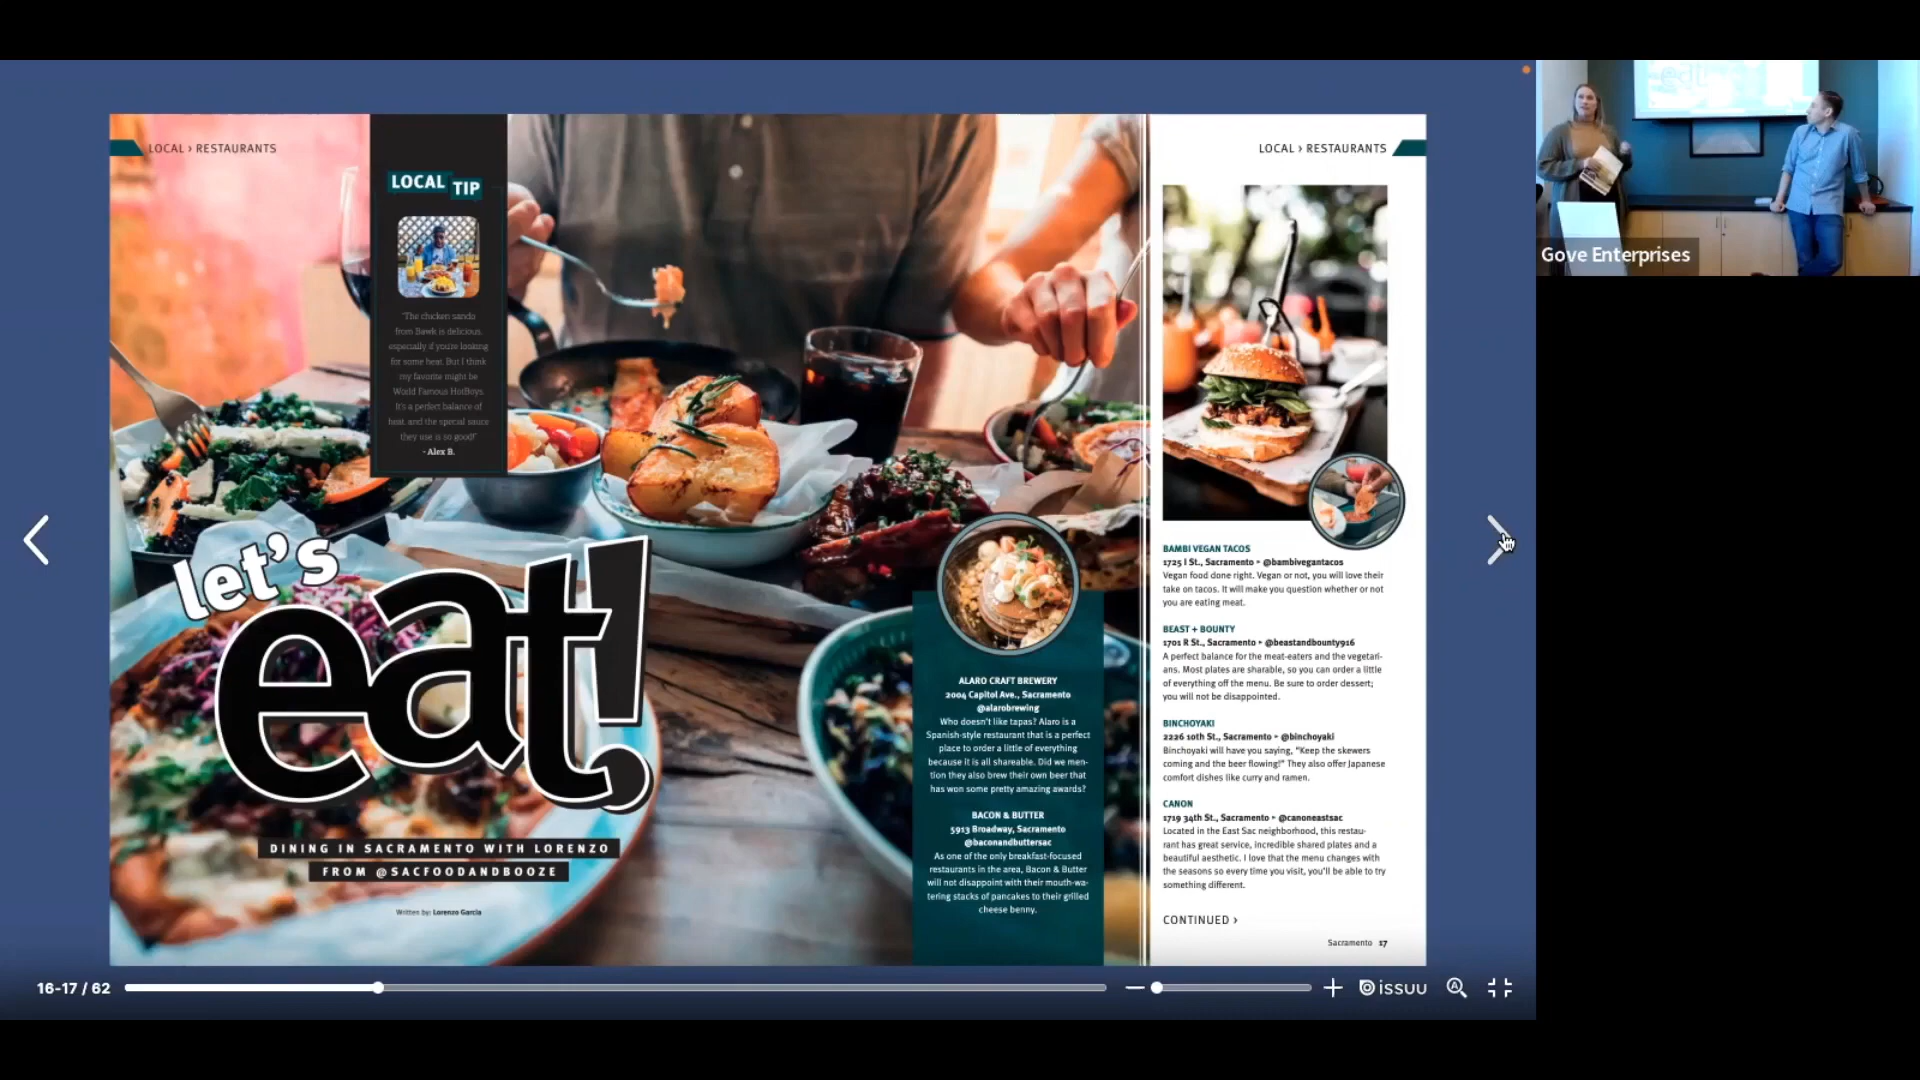 LOCAL > RESTAURANTS
LOCAL TIP
"The chicken sando
from Bawk is delicious,
especially if you're looking
for some heat. But I think
my favorite might be
World Famous HotBoys.
It's a perfect balance of
heat and the special sauce
they use is so good!"
- Alex B.
let's
eat!
DINING IN SACRAMENTO WITH LORENZO
FROM @SACFOODANDBOOZE
Written by: Lorenzo Garcia
ALARO CRAFT BREWERY
2004 Capitol Ave., Sacramento
@alarobrewing
Who doesn't like tapas? Alaro is a
Spanish-style restaurant that is a perfect
place to order a little of everything
because it is all shareable. Did we men-
tion they also brew their own beer that
has won some pretty amazing awards?
BACON & BUTTER
5913 Broadway, Sacramento
@baconandbuttersac
As one of the only breakfast-focused
restaurants in the area, Bacon & Butter
will not disappoint with their mouth-wa-
tering stacks of pancakes to their grilled
cheese benny.
LOCAL > RESTAURANTS
BAMBI VEGAN TACOS
1725 I St., Sacramento • @bambivegantacos
Vegan food done right. Vegan or not, you will love their
take on tacos. It will make you question whether or not
you are eating meat.
BEAST + BOUNTY
1701 R St., Sacramento • @beastandbounty916
A perfect balance for the meat-eaters and the vegetari-
ans. Most plates are sharable, so you can order a little
of everything off the menu. Be sure to order dessert;
you will not be disappointed.
BINCHOYAKI
2226 10th St., Sacramento • @binchoyaki
Binchoyaki will have you saying, "Keep the skewers
coming and the beer flowing!" They also offer Japanese
comfort dishes like curry and ramen.
CANON
1719 34th St., Sacramento • @canoneastsac
Located in the East Sac neighborhood, this restau-
rant has great service, incredible shared plates and a
beautiful aesthetic. I love that the menu changes with
the seasons so every time you visit, you'll be able to try
something different.
CONTINUED >
Sacramento 17
16-17 / 62
issuu
Gove Enterprises